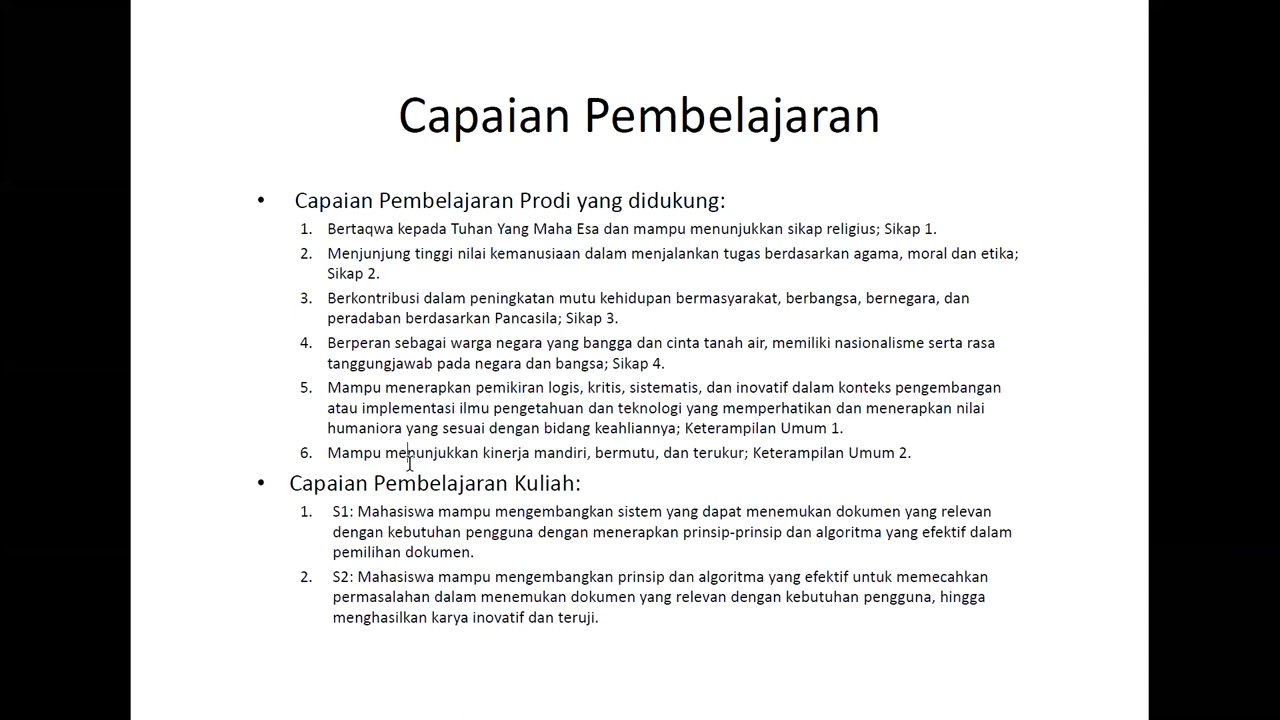 Capaian Pembelajaran
• Capaian Pembelajaran Prodi yang didukung:
1. Bertaqwa kepada Tuhan Yang Maha Esa dan mampu menunjukkan sikap religius; Sikap 1.
2. Menjunjung tinggi nilai kemanusiaan dalam menjalankan tugas berdasarkan agama, moral dan etika;
Sikap 2.
3. Berkontribusi dalam peningkatan mutu kehidupan bermasyarakat, berbangsa, bernegara, dan
peradaban berdasarkan Pancasila; Sikap 3.
4. Berperan sebagai warga negara yang bangga dan cinta tanah air, memiliki nasionalisme serta rasa
tanggungjawab pada negara dan bangsa; Sikap 4.
5. Mampu menerapkan pemikiran logis, kritis, sistematis, dan inovatif dalam konteks pengembangan
atau implementasi ilmu pengetahuan dan teknologi yang memperhatikan dan menerapkan nilai
humaniora yang sesuai dengan bidang keahliannya; Keterampilan Umum 1.
6. Mampu menunjukkan kinerja mandiri, bermutu, dan terukur; Keterampilan Umum 2.
• Capaian Pembelajaran Kuliah:
1. S1: Mahasiswa mampu mengembangkan sistem yang dapat menemukan dokumen yang relevan
dengan kebutuhan pengguna dengan menerapkan prinsip-prinsip dan algoritma yang efektif dalam
pemilihan dokumen.
2. S2: Mahasiswa mampu mengembangkan prinsip dan algoritma yang efektif untuk memecahkan
permasalahan dalam menemukan dokumen yang relevan dengan kebutuhan pengguna, hingga
menghasilkan karya inovatif dan teruji.